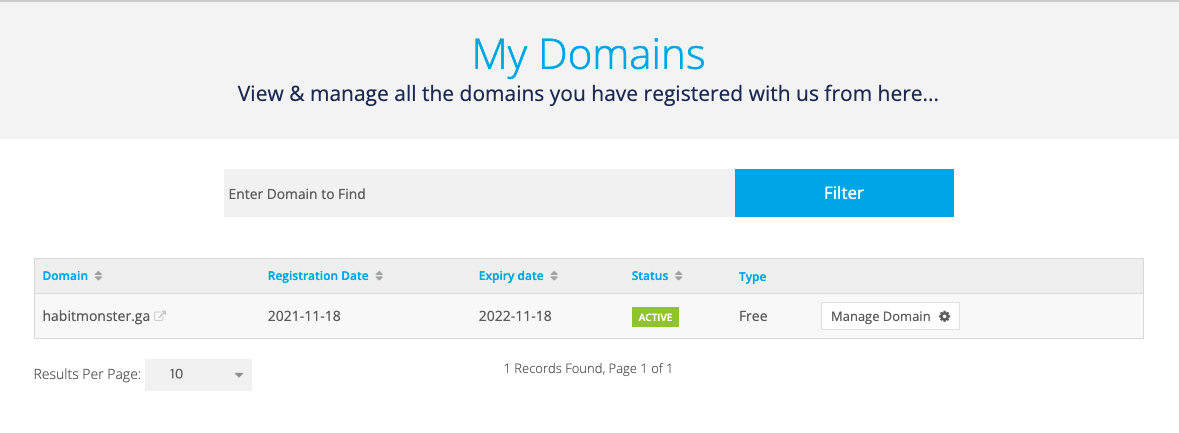 My Domains
View & manage all the domains you have registered with us from here...
Enter Domain to Find
Filter
Domain Registration Date Expiry date Status Type
habitmonster.ga 2021-11-18 2022-11-18 ACTIVE Free Manage Domain
Results Per Page: 10 1 Records Found, Page 1 of 1